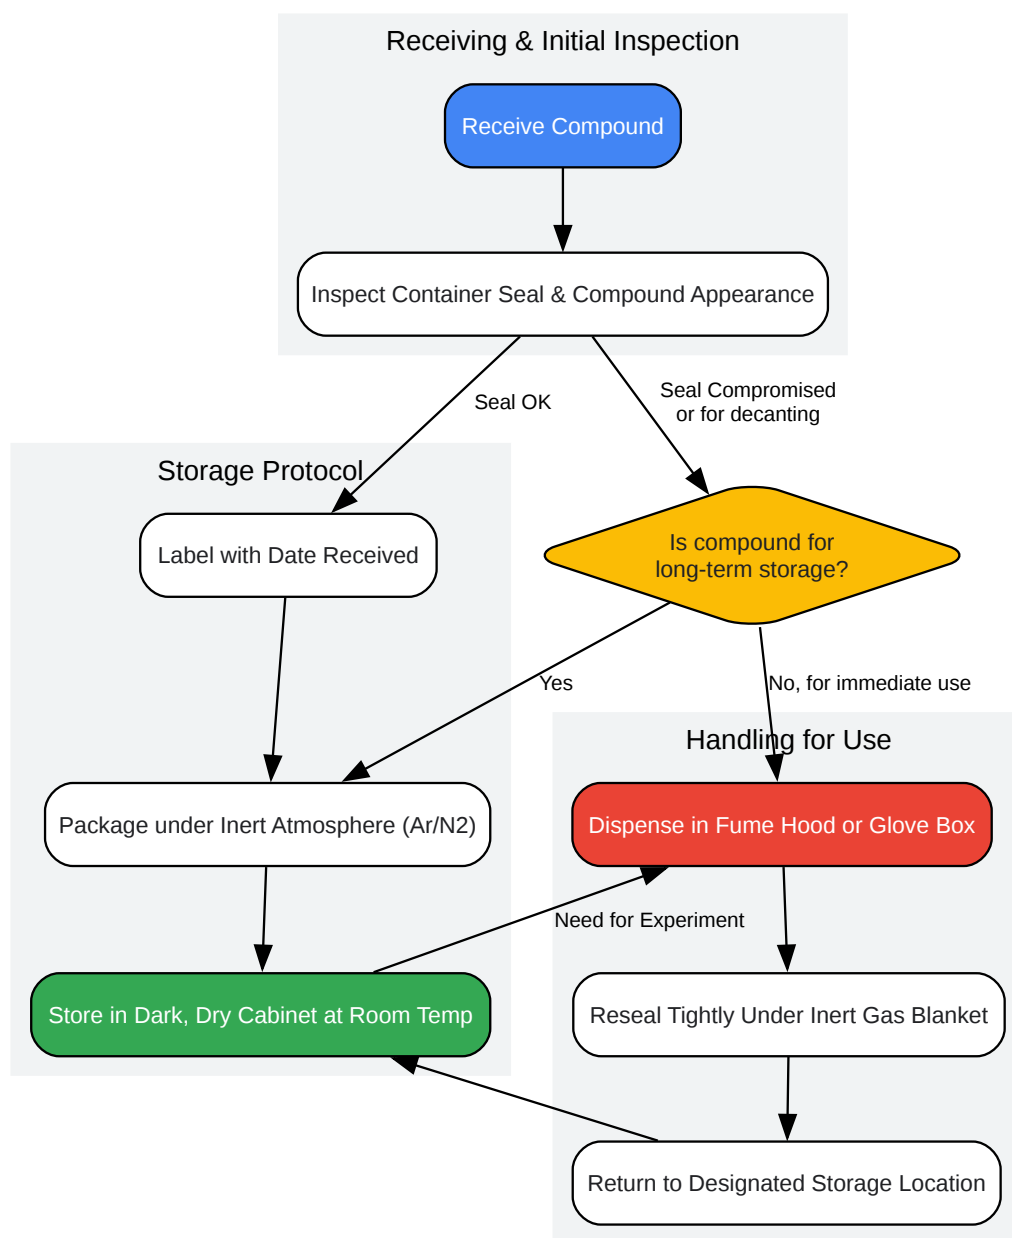 Receiving & Initial Inspection
Receive Compound
Inspect Container Seal & Compound Appearance
Seal OK
Seal Compromised
or for decanting
Storage Protocol
Label with Date Received
Is compound for
long-term storage?
Yes
No, for immediate use
Handling for Use
Package under Inert Atmosphere (Ar/N2)
Dispense in Fume Hood or Glove Box
Need for Experiment
Store in Dark, Dry Cabinet at Room Temp
Reseal Tightly Under Inert Gas Blanket
Return to Designated Storage Location